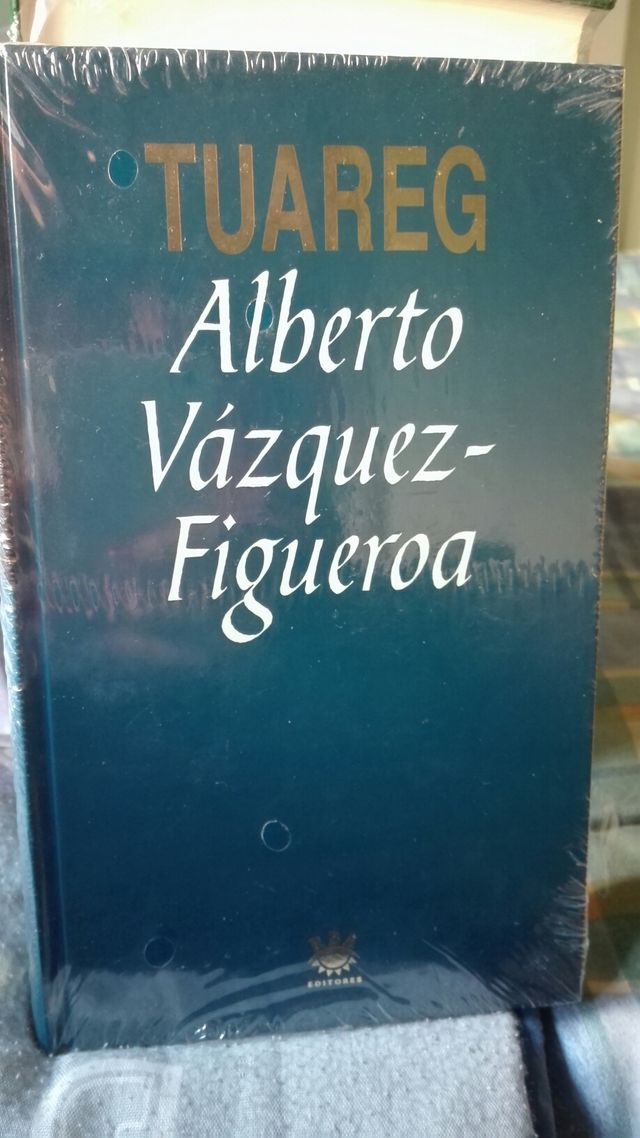 TUAREG
Alberto
Vázquez-
Figueroa
EDITORES